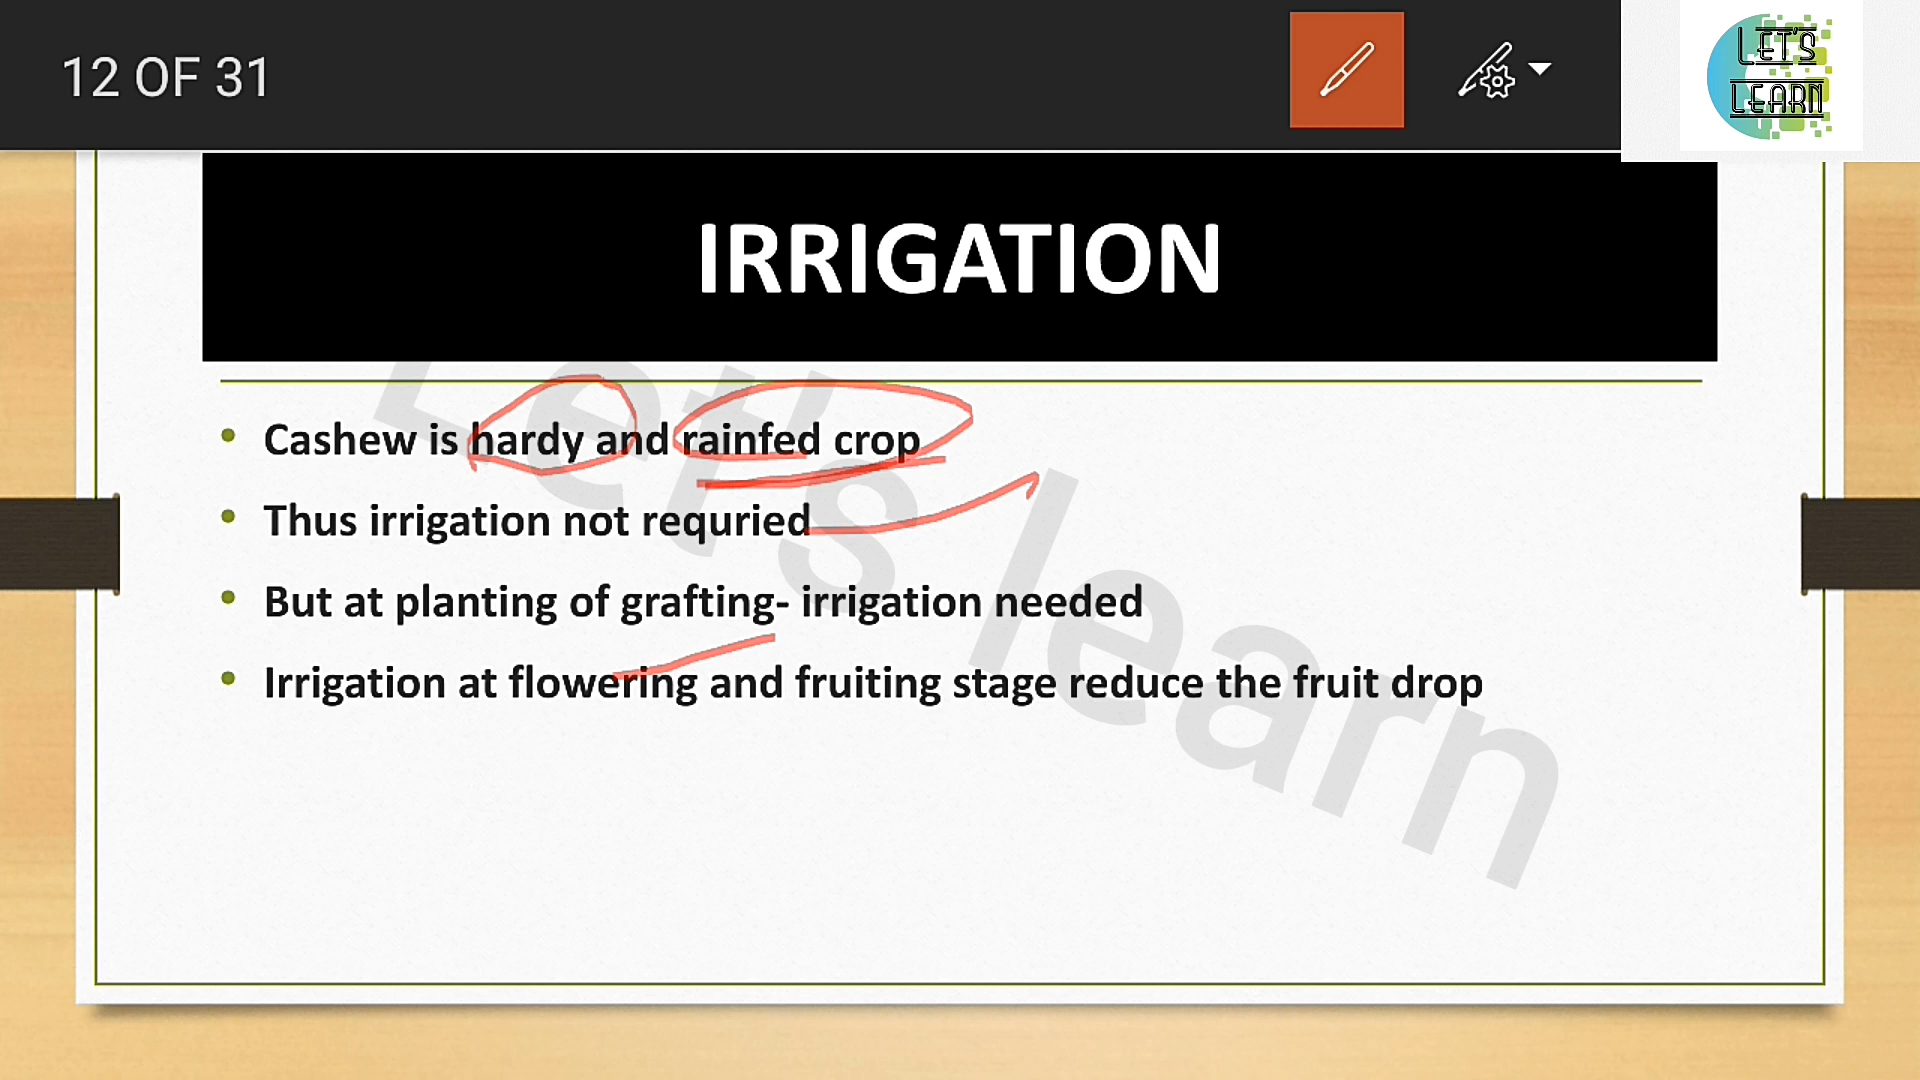 12 OF 31
LET'S
LEARN
IRRIGATION
Cashew is hardy and rainfed crop
Thus irrigation not requried
But at planting of grafting- irrigation needed
Irrigation at flowering and fruiting stage reduce the fruit drop
Let's learn